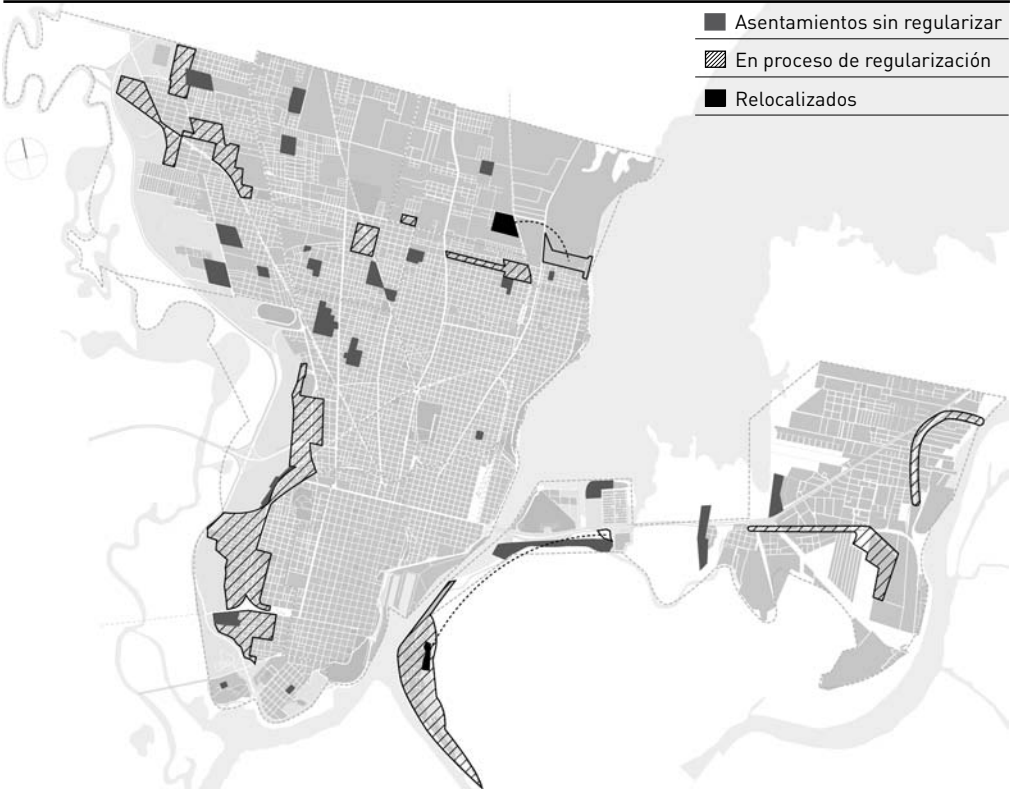 Asentamientos sin regularizar
En proceso de regularización
Relocalizados